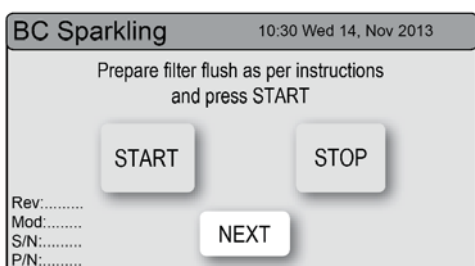 BC Sparkling 10:30 Wed 14, Nov 2013
Prepare filter flush as per instructions
and press START
START STOP
NEXT
Rev:.........
Mod:........
S/N:.........
P/N:.........